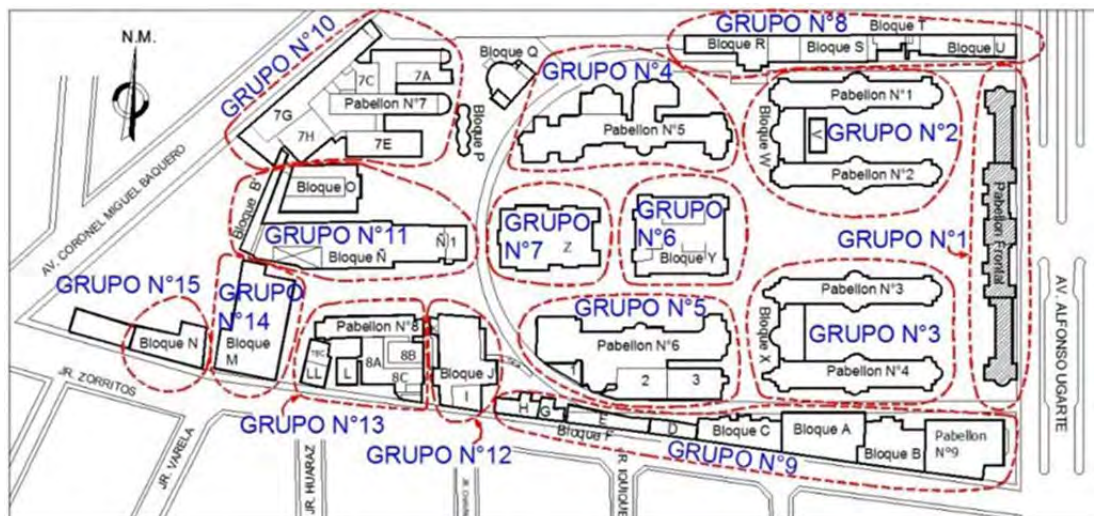 N.M.
GRUPO N°10
7C
7A
Pabellon N°7
7G
7H
7E
Bloque Q
Bloque P
GRUPO N°4
Pabellon N°5
GRUPO N°8
Bloque T
Bloque R
Bloque S
Bloque U
Pabellon N°1
GRUPO N°2
Bloque W
V
Pabellon N°2
Pabellon Frontal
GRUPO N°1
AV. CORONEL MIGUEL BAQUERO
Bloque B'
Bloque O
GRUPO N°11
Bloque Ñ
Ñ1
GRUPO
N°7
Z
GRUPO
N°6
Bloque Y
GRUPO N°15
Bloque N
GRUPO
N°14
Bloque
M
Pabellon N°8
TBC
LL
L
8A
8B
8C
GRUPO N°13
Bloque J
I
GRUPO N°12
GRUPO N°5
Pabellon N°6
1
2
3
Pabellon N°3
GRUPO N°3
Bloque X
Pabellon N°4
AV. ALFONSO UGARTE
H
G
Bloque F
E
D
Bloque C
Bloque A
Bloque B
Pabellon
N°9
GRUPO N°9
JR. ZORRITOS
JR. VARELA
JR. HUARAZ
JR. IQUIQUE